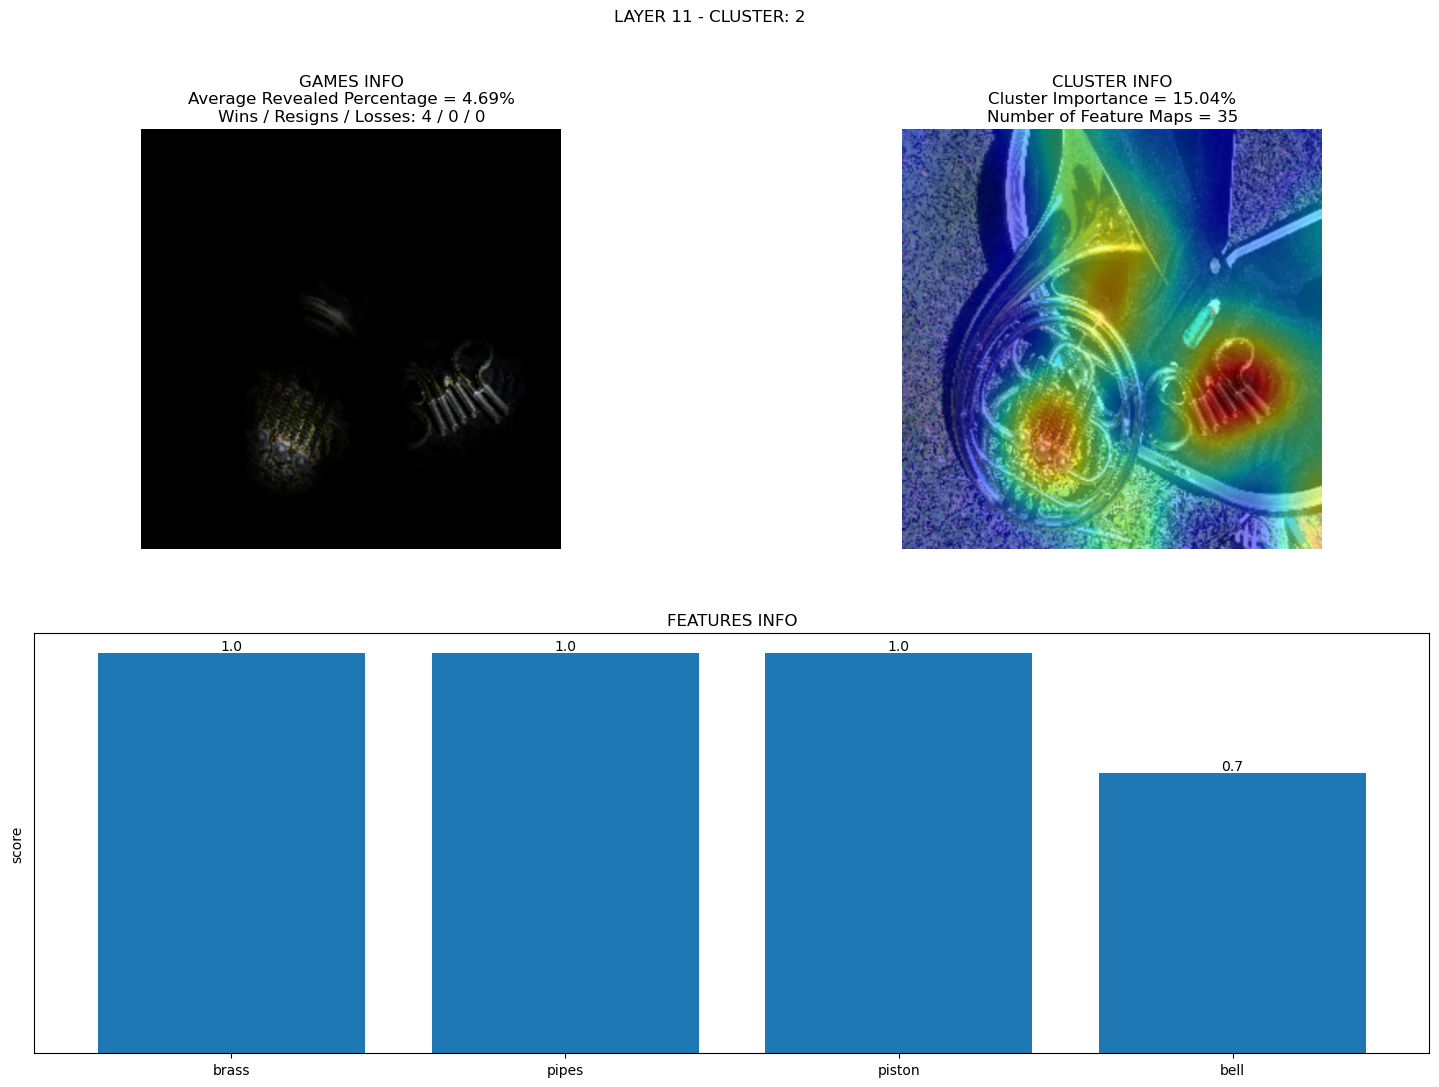 LAYER 11 - CLUSTER: 2
GAMES INFO
Average Revealed Percentage = 4.69%
Wins / Resigns / Losses: 4 / 0 / 0
CLUSTER INFO
Cluster Importance = 15.04%
Number of Feature Maps = 35
FEATURES INFO
score
1.0
1.0
1.0
0.7
brass
pipes
piston
bell